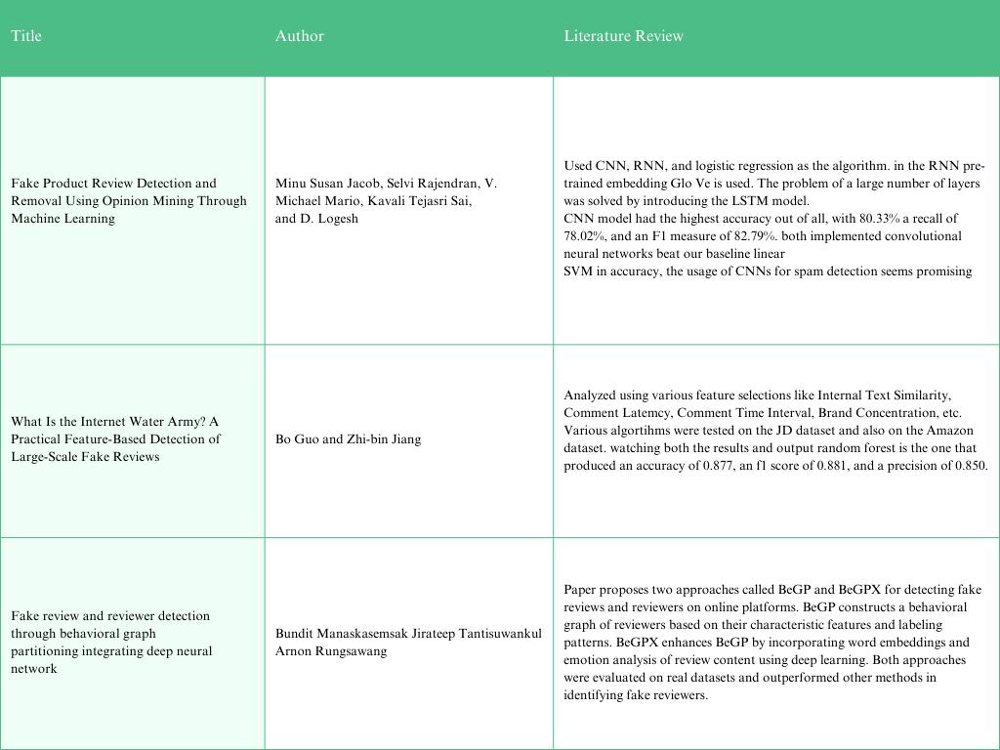 Title
Author
Literature Review
Fake Product Review Detection and
Removal Using Opinion Mining Through
Machine Learning
Minu Susan Jacob, Selvi Rajendran, V.
Michael Mario, Kavali Tejasri Sai,
and D. Logesh
Used CNN, RNN, and logistic regression as the algorithm. in the RNN pre-
trained embedding Glo Ve is used. The problem of a large number of layers
was solved by introducing the LSTM model.
CNN model had the highest accuracy out of all, with 80.33% a recall of
78.02%, and an F1 measure of 82.79%. both implemented convolutional
neural networks beat our baseline linear
SVM in accuracy, the usage of CNNs for spam detection seems promising
What Is the Internet Water Army? A
Practical Feature-Based Detection of
Large-Scale Fake Reviews
Bo Guo and Zhi-bin Jiang
Analyzed using various feature selections like Internal Text Similarity,
Comment Latemcy, Comment Time Interval, Brand Concentration, etc.
Various algortihms were tested on the JD dataset and also on the Amazon
dataset. watching both the results and output random forest is the one that
produced an accuracy of 0.877, an f1 score of 0.881, and a precision of 0.850.
Fake review and reviewer detection
through behavioral graph
partitioning integrating deep neural
network
Bundit Manaskasemsak Jirateep Tantisuwankul
Arnon Rungsawang
Paper proposes two approaches called BeGP and BeGPX for detecting fake
reviews and reviewers on online platforms. BeGP constructs a behavioral
graph of reviewers based on their characteristic features and labeling
patterns. BeGPX enhances BeGP by incorporating word embeddings and
emotion analysis of review content using deep learning. Both approaches
were evaluated on real datasets and outperformed other methods in
identifying fake reviewers.